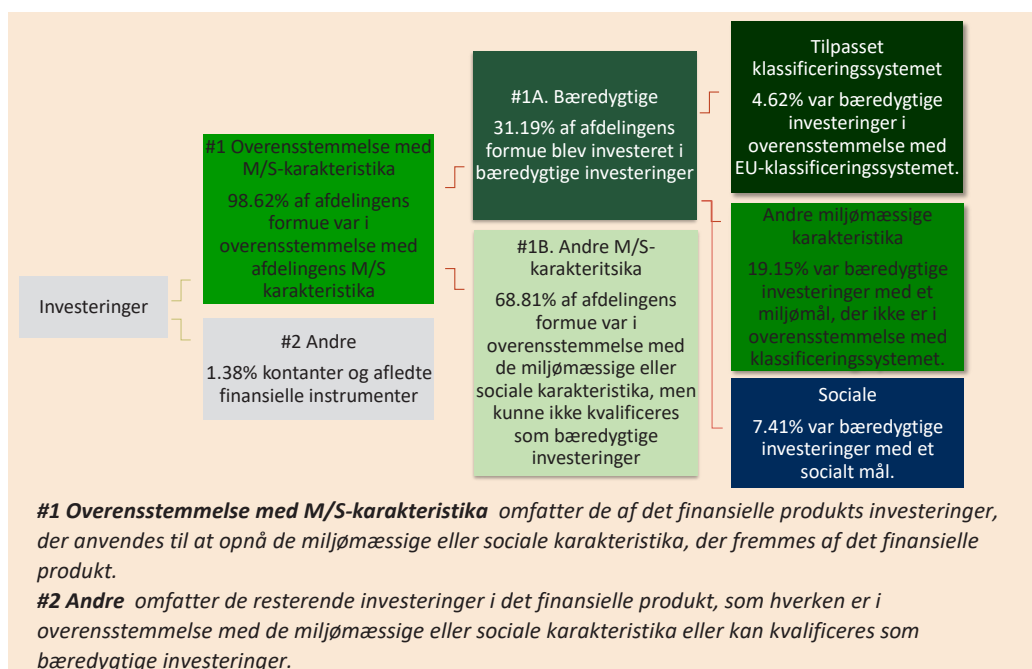 Investeringer
#1 Overensstemmelse med
M/S-karakteristika
98.62% af afdelingens
formue var i
overensstemmelse med
afdelingens M/S
karakteristika
#2 Andre
1.38% kontanter og afledte
finansielle instrumenter
#1A. Bæredygtige
31.19% af afdelingens
formue blev investeret i
bæredygtige investeringer
#1B. Andre M/S-
karakteritsika
68.81% af afdelingens
formue var i
overensstemmelse med
de miljømæssige eller
sociale karakteristika, men
kunne ikke kvalificeres
som bæredygtige
investeringer
Tilpasset
klassificeringssystemet
4.62% var bæredygtige
investeringer i
overensstemmelse med
EU-klassificeringssystemet.
Andre miljømæssige
karakteristika
19.15% var bæredygtige
investeringer med et
miljømål, der ikke er i
overensstemmelse med
klassificeringssystemet.
Sociale
7.41% var bæredygtige
investeringer med et
socialt mål.
#1 Overensstemmelse med M/S-karakteristika omfatter de af det finansielle produkts investeringer,
der anvendes til at opnå de miljømæssige eller sociale karakteristika, der fremmes af det finansielle
produkt.
#2 Andre omfatter de resterende investeringer i det finansielle produkt, som hverken er i
overensstemmelse med de miljømæssige eller sociale karakteristika eller kan kvalificeres som
bæredygtige investeringer.